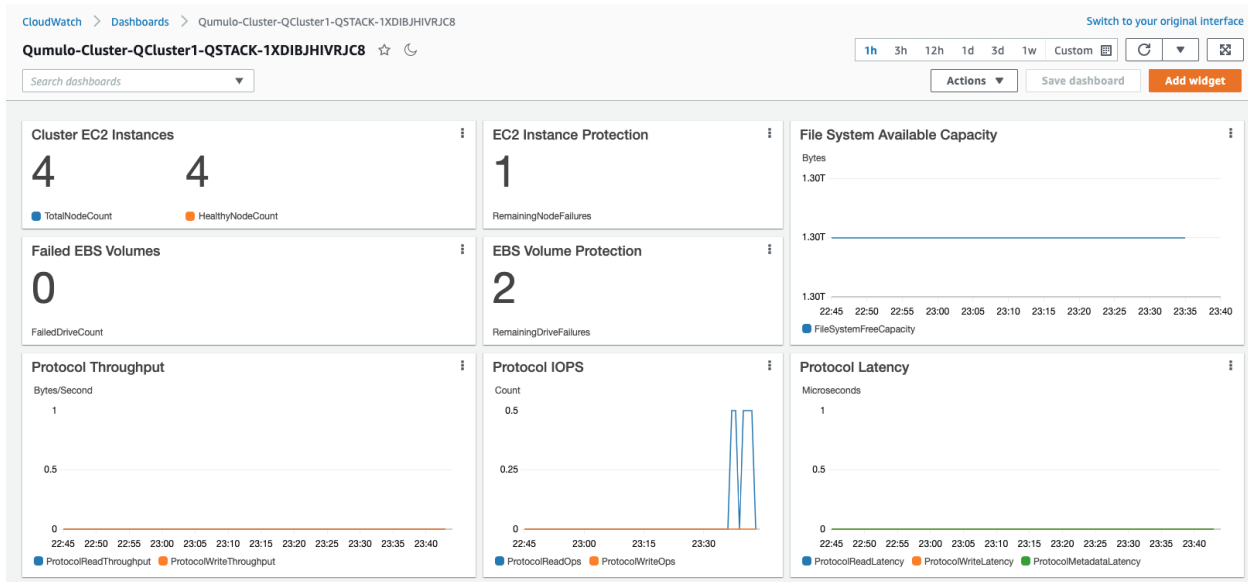 CloudWatch > Dashboards > Qumulo-Cluster-QCluster1-QSTACK-1XDIBJHIVRJC8
Switch to your original interface
Qumulo-Cluster-QCluster1-QSTACK-1XDIBJHIVRJC8
1h 3h 12h 1d 3d 1w Custom
Search dashboards
Actions Save dashboard Add widget
Cluster EC2 Instances
4 4
TotalNodeCount HealthyNodeCount
EC2 Instance Protection
1
RemainingNodeFailures
File System Available Capacity
Bytes
1.30T
1.30T
1.30T
22:45 22:50 22:55 23:00 23:05 23:10 23:15 23:20 23:25 23:30 23:35 23:40
FileSystemFreeCapacity
Failed EBS Volumes
0
FailedDriveCount
EBS Volume Protection
2
RemainingDriveFailures
Protocol Throughput
Bytes/Second
1
0.5
0
22:45 22:50 22:55 23:00 23:05 23:10 23:15 23:20 23:25 23:30 23:35 23:40
ProtocolReadThroughput ProtocolWriteThroughput
Protocol IOPS
Count
0.5
0.25
0
22:45 23:00 23:15 23:30
ProtocolReadOps ProtocolWriteOps
Protocol Latency
Microseconds
1
0.5
0
22:45 22:50 22:55 23:00 23:05 23:10 23:15 23:20 23:25 23:30 23:35 23:40
ProtocolReadLatency ProtocolWriteLatency ProtocolMetadataLatency